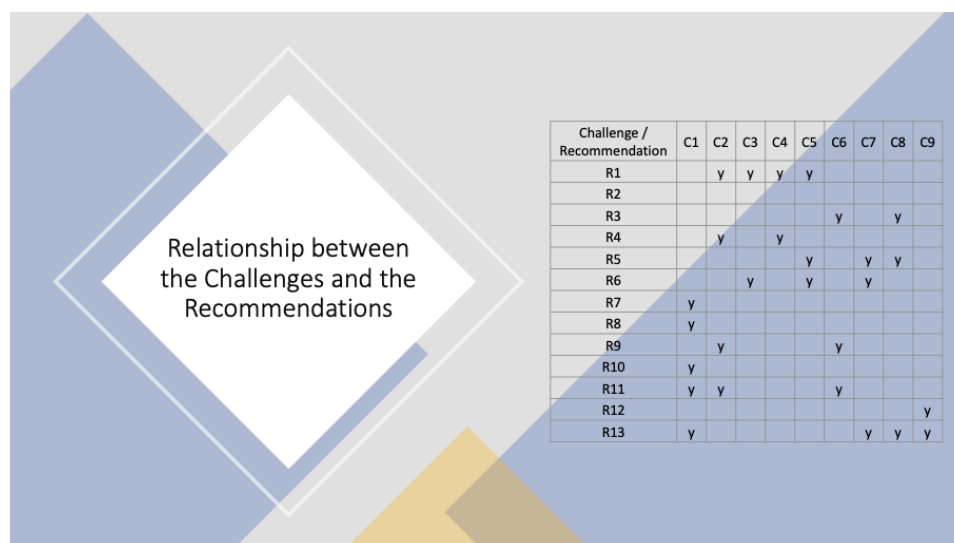 Relationship between
the Challenges and the
Recommendations
Challenge /
Recommendation C1 C2 C3 C4 C5 C6 C7 C8 C9
R1 y y y y
R2
R3 y y
R4 y y
R5 y y y
R6 y y y
R7 y
R8 y
R9 y y
R10 y
R11 y y y
R12 y
R13 y y y y